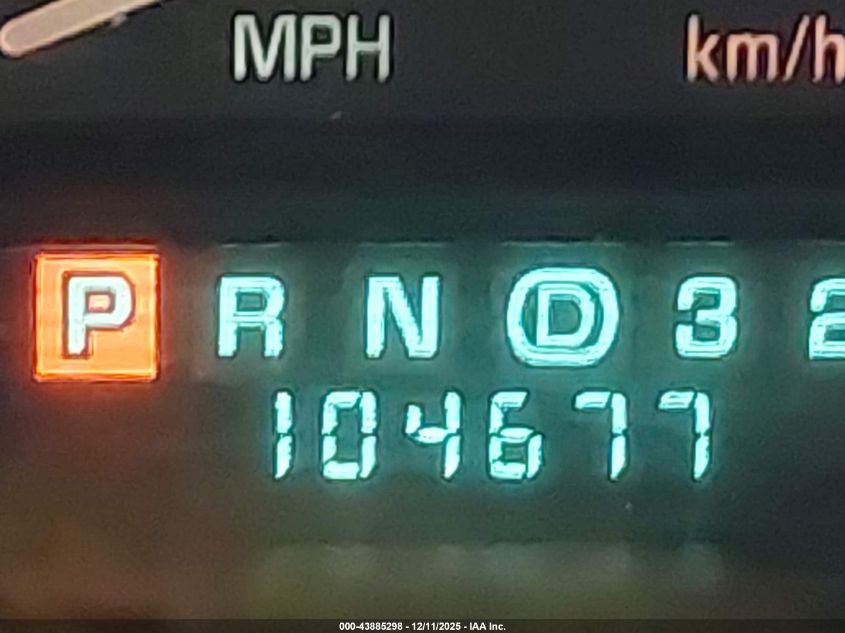 MPH km/h
P R N D 3 2
104677
000-43885298 - 12/11/2025 - IAA Inc.